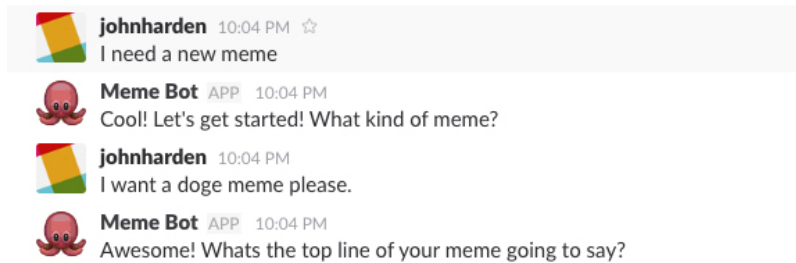 johnharden 10:04 PM ☆
I need a new meme
Meme Bot APP 10:04 PM
Cool! Let's get started! What kind of meme?
johnharden 10:04 PM
I want a doge meme please.
Meme Bot APP 10:04 PM
Awesome! Whats the top line of your meme going to say?